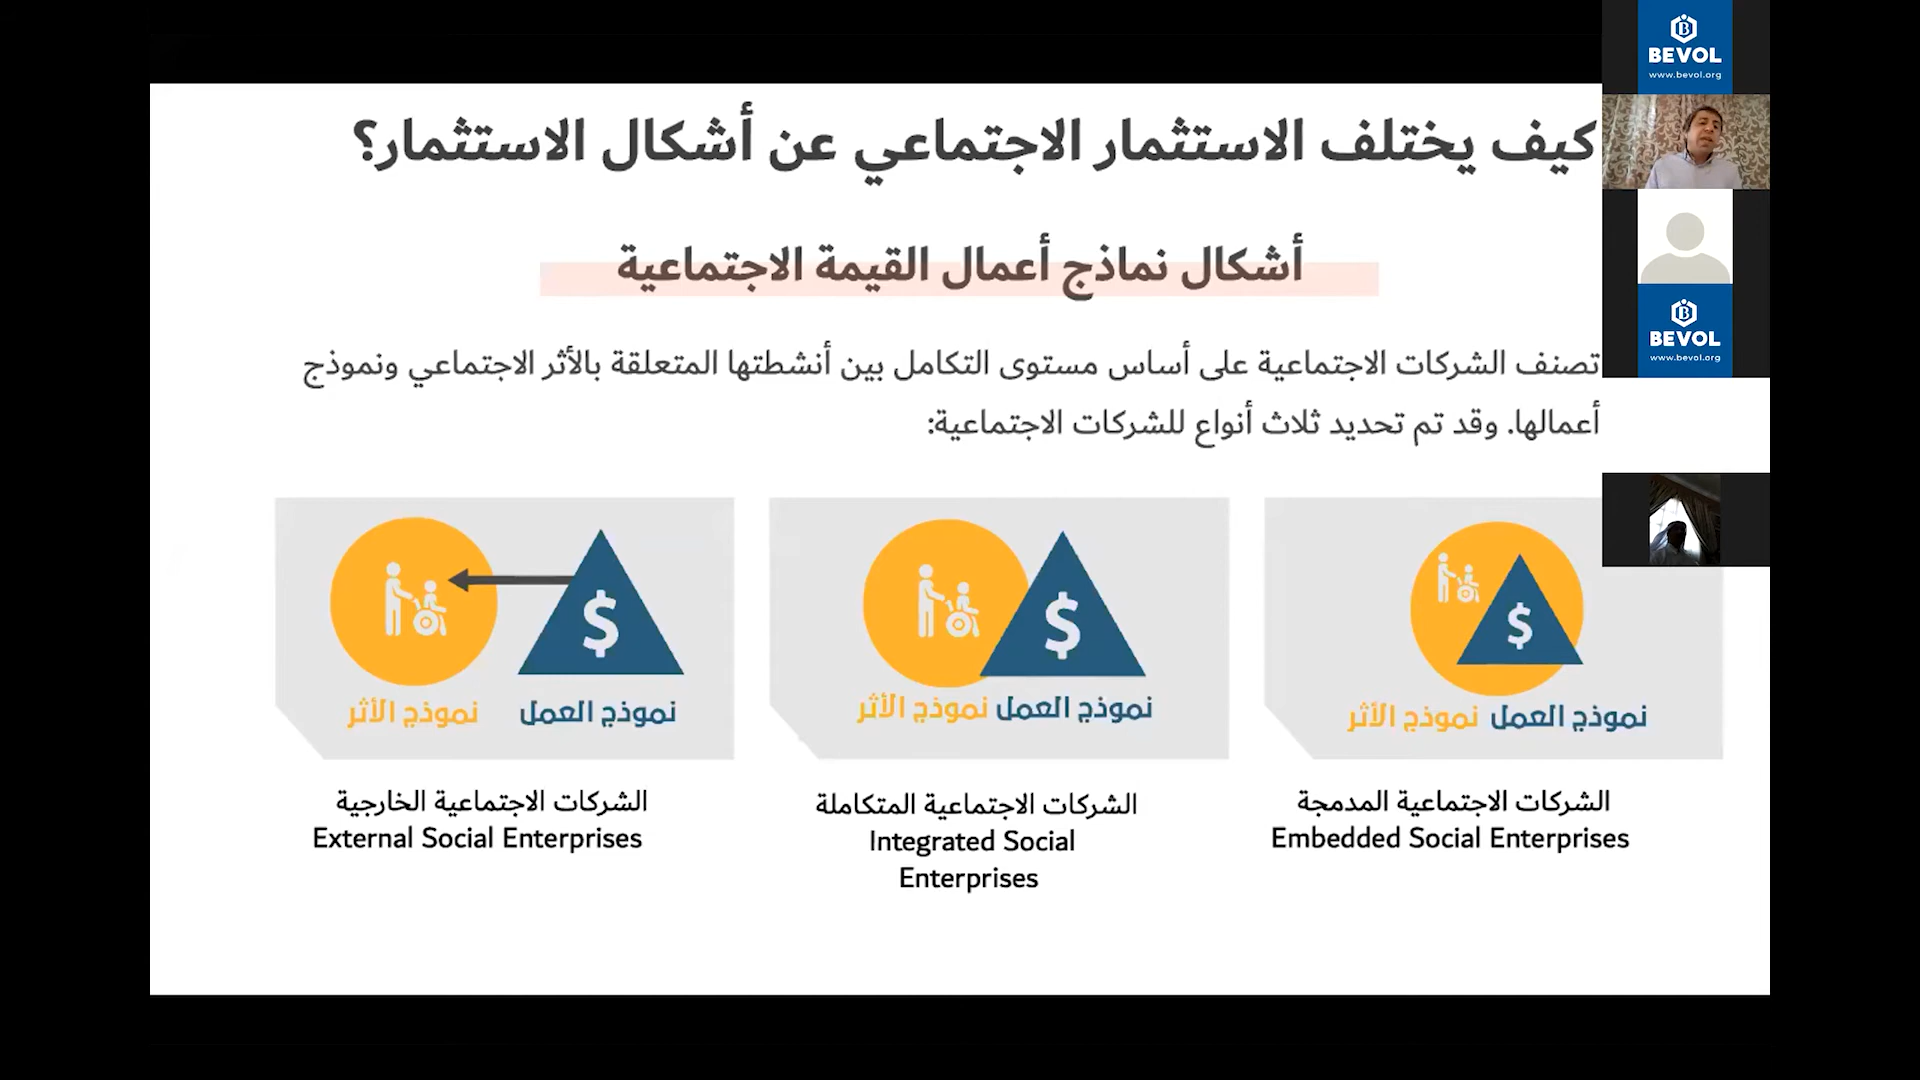 BEVOL
www.bevol.org
كيف يختلف الاستثمار الاجتماعي عن أشكال الاستثمار؟
أشكال نماذج أعمال القيمة الاجتماعية
تصنف الشركات الاجتماعية على أساس مستوى التكامل بين أنشطتها المتعلقة بالأثر الاجتماعي ونموذج
أعمالها. وقد تم تحديد ثلاث أنواع للشركات الاجتماعية:
BEVOL
www.bevol.org
$
نموذج العمل نموذج الأثر
الشركات الاجتماعية المدمجة
Embedded Social Enterprises
$
نموذج العمل نموذج الأثر
الشركات الاجتماعية المتكاملة
Integrated Social
Enterprises
$
نموذج العمل نموذج الأثر
الشركات الاجتماعية الخارجية
External Social Enterprises